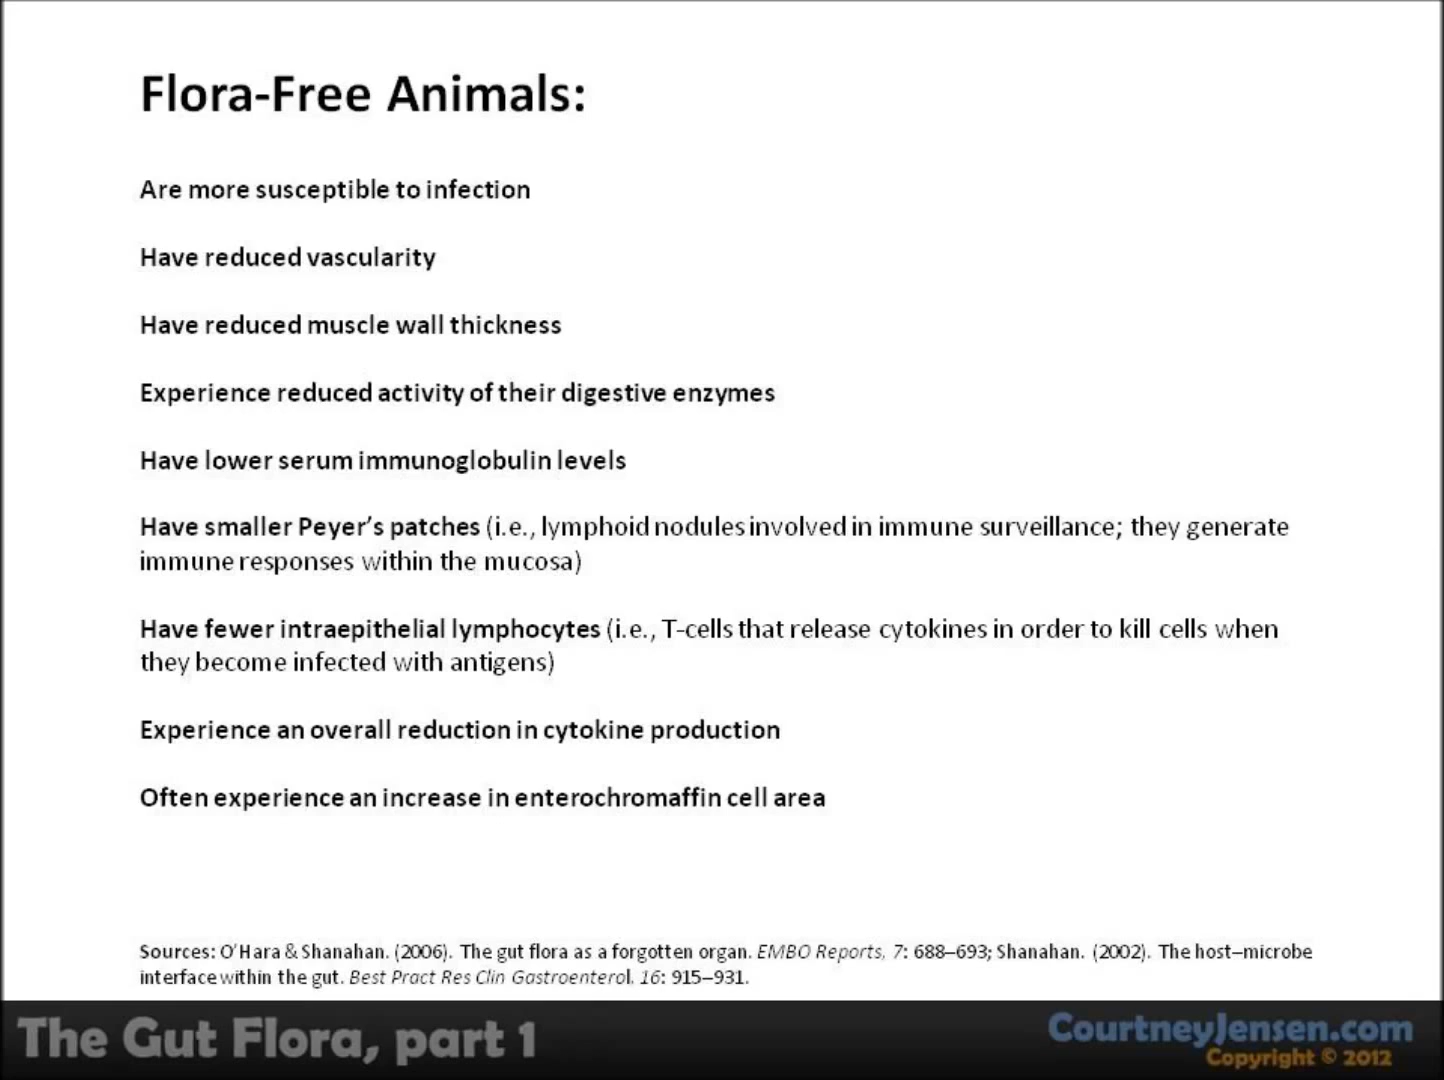 Flora-Free Animals:
Are more susceptible to infection
Have reduced vascularity
Have reduced muscle wall thickness
Experience reduced activity of their digestive enzymes
Have lower serum immunoglobulin levels
Have smaller Peyer's patches (i.e., lymphoid nodules involved in immune surveillance; they generate
immune responses within the mucosa)
Have fewer intraepithelial lymphocytes (i.e., T-cells that release cytokines in order to kill cells when
they become infected with antigens)
Experience an overall reduction in cytokine production
Often experience an increase in enterochromaffin cell area
Sources: O'Hara & Shanahan. (2006). The gut flora as a forgotten organ. EMBO Reports, 7: 688–693; Shanahan. (2002). The host–microbe
interface within the gut. Best Pract Res Clin Gastroenterol. 16: 915–931.
The Gut Flora, part 1
CourtneyJensen.com
Copyright © 2012